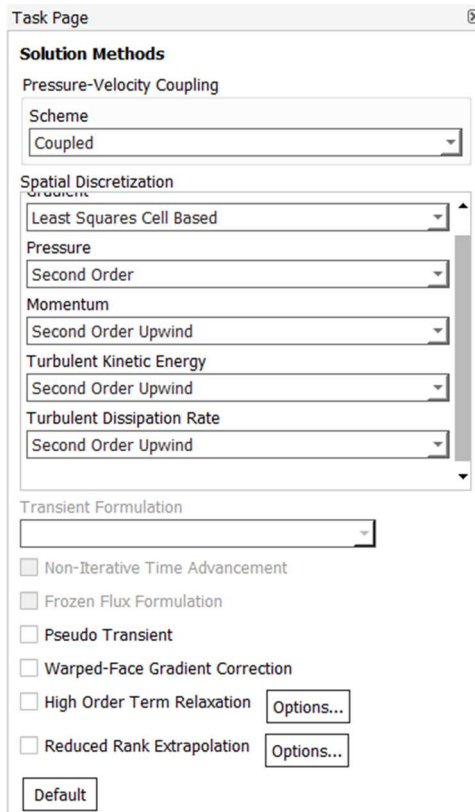 Task Page
Solution Methods
Pressure-Velocity Coupling
Scheme
Coupled
Spatial Discretization
Gradient
Least Squares Cell Based
Pressure
Second Order
Momentum
Second Order Upwind
Turbulent Kinetic Energy
Second Order Upwind
Turbulent Dissipation Rate
Second Order Upwind
Transient Formulation
Non-Iterative Time Advancement
Frozen Flux Formulation
Pseudo Transient
Warped-Face Gradient Correction
High Order Term Relaxation Options...
Reduced Rank Extrapolation Options...
Default